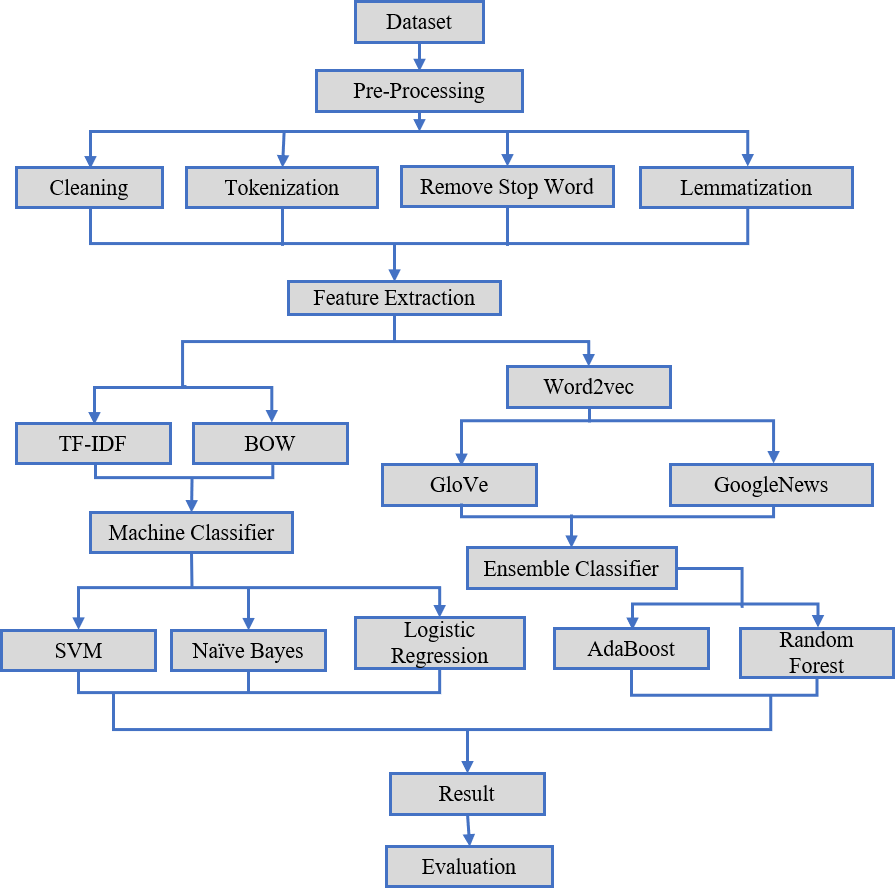 Dataset
Pre-Processing
Cleaning
Tokenization
Remove Stop Word
Lemmatization
Feature Extraction
Word2vec
TF-IDF
BOW
GloVe
GoogleNews
Machine Classifier
Ensemble Classifier
SVM
Naïve Bayes
Logistic
Regression
AdaBoost
Random
Forest
Result
Evaluation